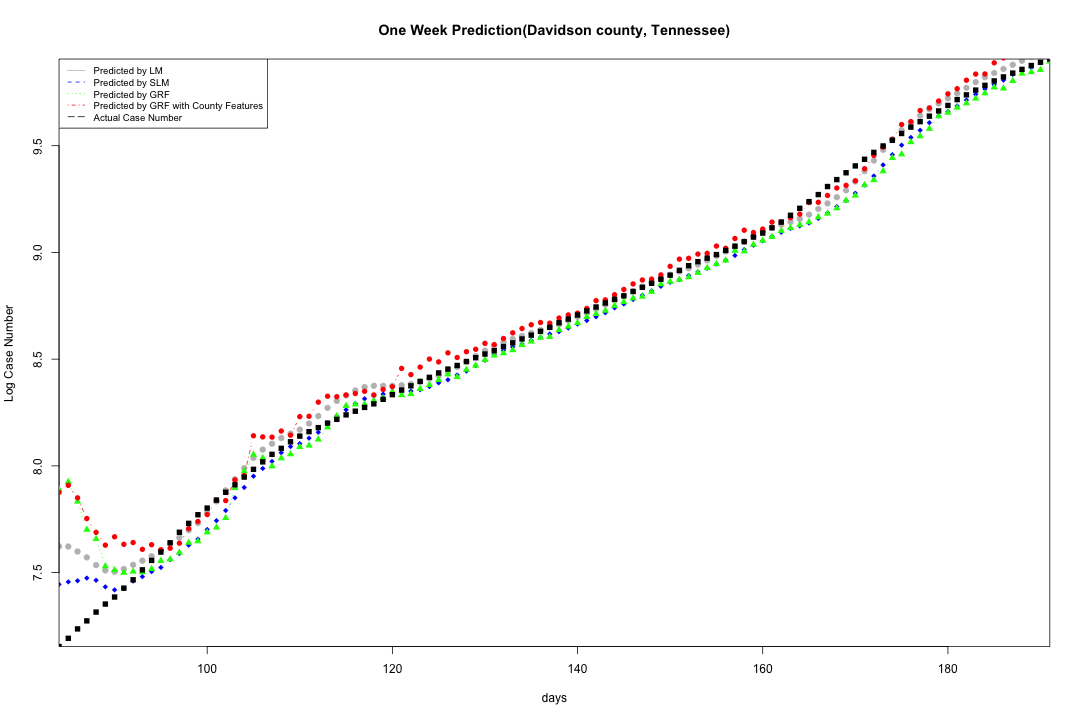 One Week Prediction(Davidson county, Tennessee)
Predicted by LM
Predicted by SLM
Predicted by GRF
Predicted by GRF with County Features
Actual Case Number
Log Case Number
9.5
9.0
8.5
8.0
7.5
100 120 140 160 180
days